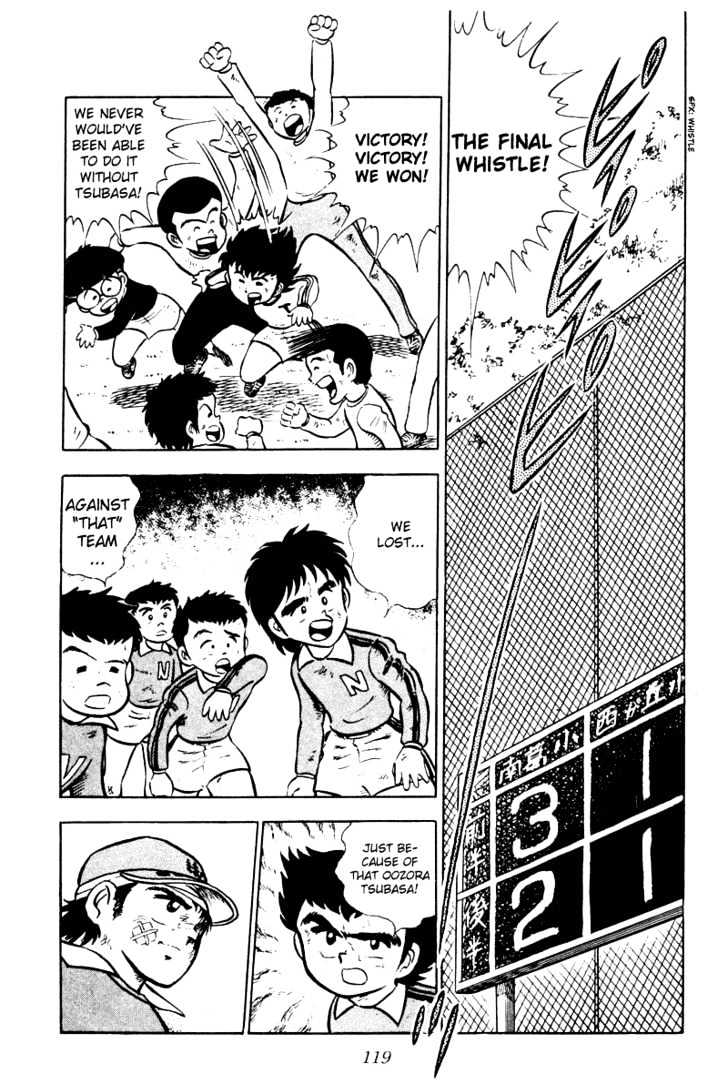 THE FINAL
WHISTLE!
SFX: WHISTLE
ピピピーッ
南葛小
西が丘小
前半
3
1
後半
2
1
VICTORY!
VICTORY!
WE WON!
WE NEVER
WOULD'VE
BEEN ABLE
TO DO IT
WITHOUT
TSUBASA!
WE
LOST...
AGAINST
"THAT"
TEAM
...
N
N
JUST BE-
CAUSE OF
THAT OOZORA
TSUBASA!
119